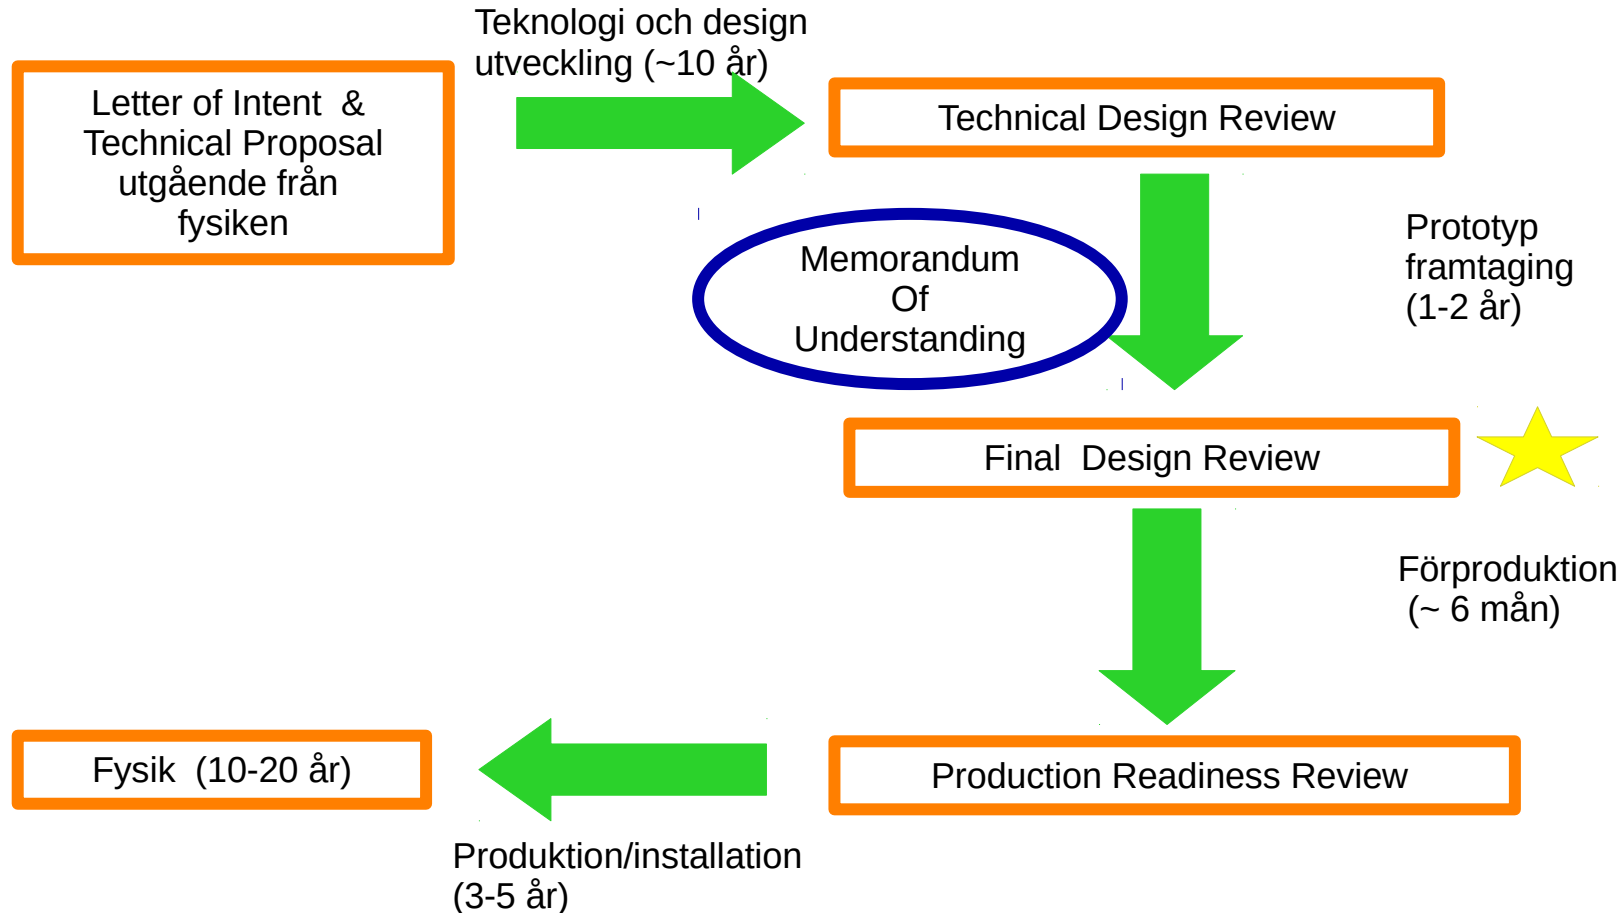 Teknologi och design
utveckling (~10 år)
Letter of Intent &
Technical Proposal
utgående från
fysiken
Technical Design Review
Memorandum
Of
Understanding
Prototyp
framtaging
(1-2 år)
Final Design Review
Förproduktion
(~ 6 mån)
Fysik (10-20 år)
Production Readiness Review
Produktion/installation
(3-5 år)